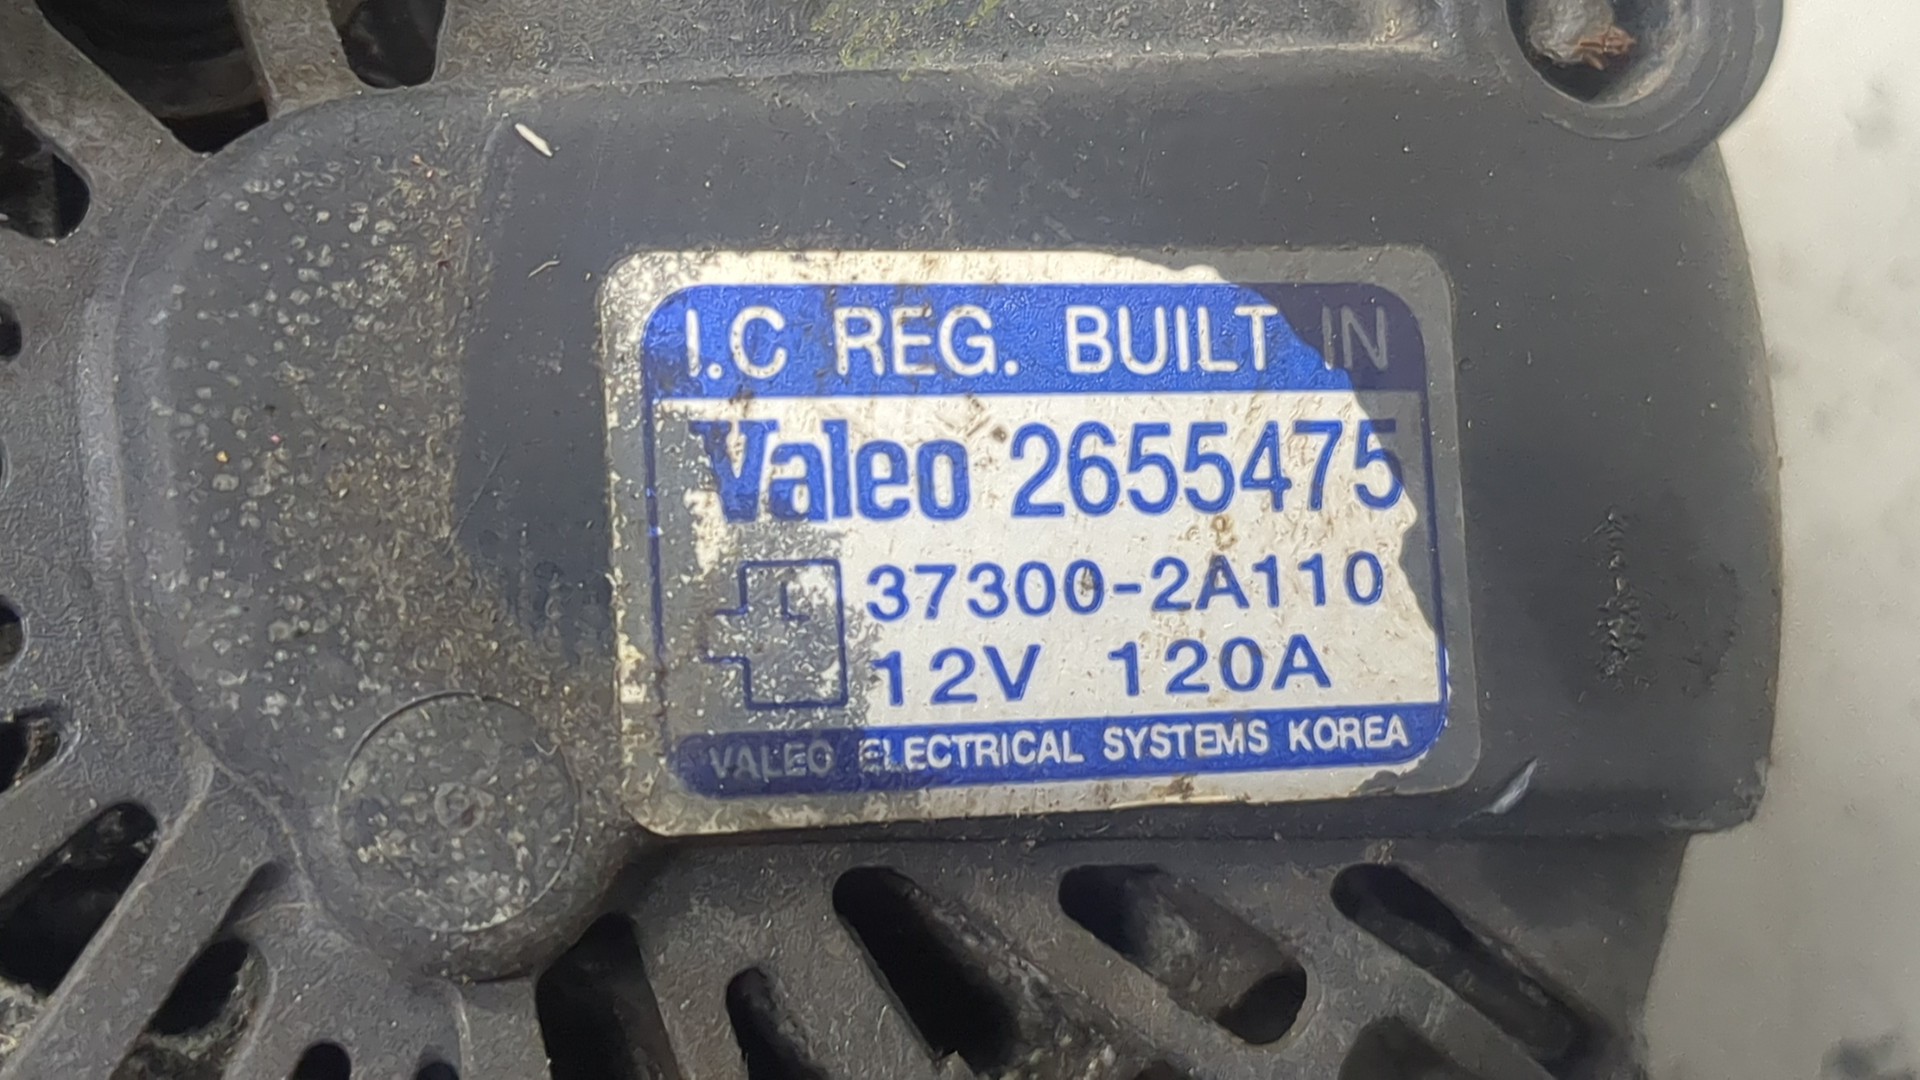 I.C REG. BUILT IN
Valeo 2655475
37300-2A110
12V 120A
VALEO ELECTRICAL SYSTEMS KOREA